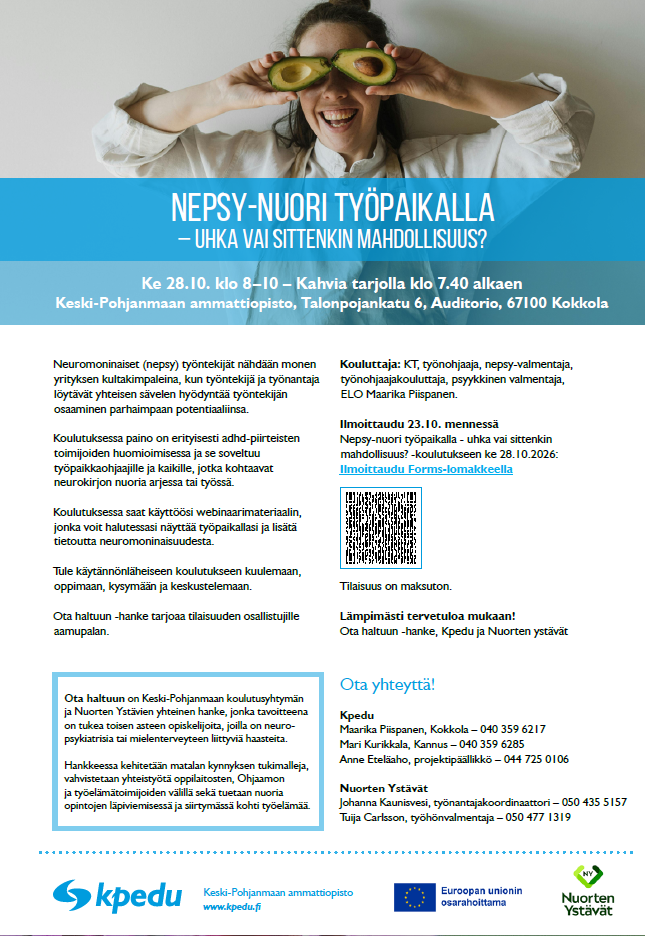 NEPSY-NUORI TYÖPAIKALLA
– UHKA VAI SITTENKIN MAHDOLLISUUS?
Ke 28.10. klo 8–10 – Kahvia tarjolla klo 7.40 alkaen
Keski-Pohjanmaan ammattiopisto, Talonpojankatu 6, Auditorio, 67100 Kokkola
Neuromoninaiset (nepsy) työntekijät nähdään monen
yrityksen kultakimpaleina, kun työntekijä ja työnantaja
löytävät yhteisen sävelen hyödyntää työntekijän
osaaminen parhaimpaan potentiaaliinsa.
Koulutuksessa paino on erityisesti adhd-piirteisten
toimijoiden huomioimisessa ja se soveltuu
työpaikkaohjaajille ja kaikille, jotka kohtaavat
neurokirjon nuoria arjessa tai työssä.
Koulutuksessa saat käyttöösi webinaarimateriaalin,
jonka voit halutessasi näyttää työpaikallasi ja lisätä
tietoutta neuromoninaisuudesta.
Tule käytännönläheiseen koulutukseen kuulemaan,
oppimaan, kysymään ja keskustelemaan.
Ota haltuun -hanke tarjoaa tilaisuuden osallistujille
aamupalan.
Kouluttaja: KT, työnohjaaja, nepsy-valmentaja,
työnohjaajakouluttaja, psyykkinen valmentaja,
ELO Maarika Piispanen.
Ilmoittaudu 23.10. mennessä
Nepsy-nuori työpaikalla - uhka vai sittenkin
mahdollisuus? -koulutukseen ke 28.10.2026:
Ilmoittaudu Forms-lomakkeella
Tilaisuus on maksuton.
Lämpimästi tervetuloa mukaan!
Ota haltuun -hanke, Kpedu ja Nuorten ystävät
Ota haltuun on Keski-Pohjanmaan koulutusyhtymän
ja Nuorten Ystävien yhteinen hanke, jonka tavoitteena
on tukea toisen asteen opiskelijoita, joilla on neuro-
psykiatrisia tai mielenterveyteen liittyviä haasteita.
Hankkeessa kehitetään matalan kynnyksen tukimalleja,
vahvistetaan yhteistyötä oppilaitosten, Ohjaamon
ja työelämätoimijoiden välillä sekä tuetaan nuoria
opintojen läpiviemisessä ja siirtymässä kohti työelämää.
Ota yhteyttä!
Kpedu
Maarika Piispanen, Kokkola – 040 359 6217
Mari Kurikkala, Kannus – 040 359 6285
Anne Eteläaho, projektipäällikkö – 044 725 0106
Nuorten Ystävät
Johanna Kaunisvesi, työnantajakoordinaattori – 050 435 5157
Tuija Carlsson, työhönvalmentaja – 050 477 1319
kpedu
Keski-Pohjanmaan ammattiopisto
www.kpedu.fi
Euroopan unionin
osarahoittama
NY
Nuorten
Ystävät